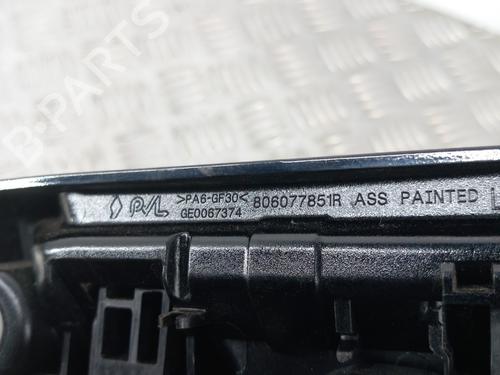 B-Parts
P/L >PA6-GF30< 806077851R ASS PAINTED L
GE0067374